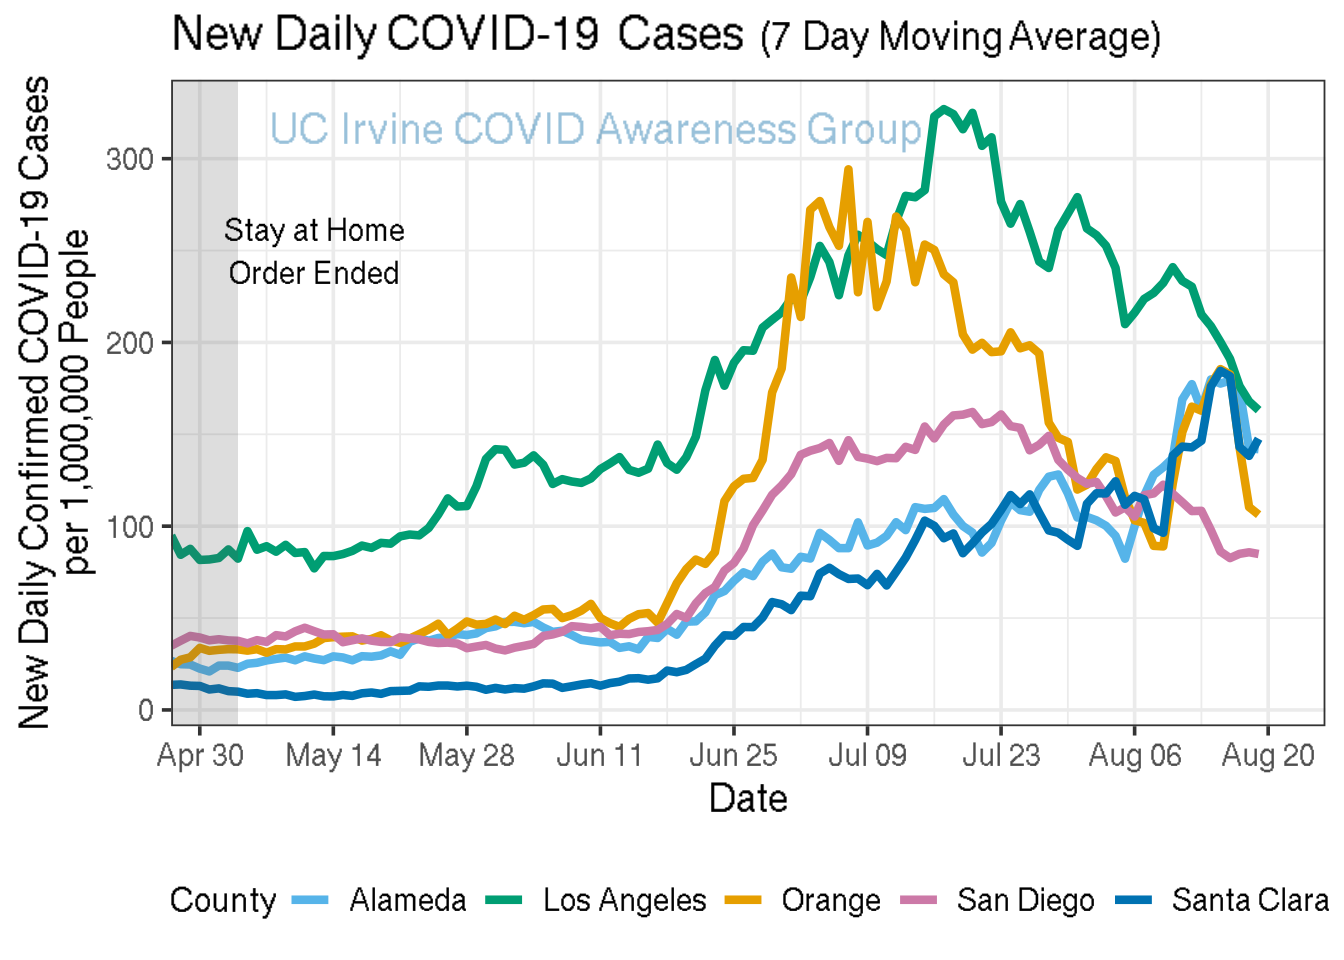 New Daily COVID-19 Cases (7 Day Moving Average)
New Daily Confirmed COVID-19 Cases
per 1,000,000 People
UC Irvine COVID Awareness Group
300
Stay at Home
Order Ended
200
100
0
Apr 30 May 14 May 28 Jun 11 Jun 25 Jul 09 Jul 23 Aug 06 Aug 20
Date
County Alameda Los Angeles Orange San Diego Santa Clara